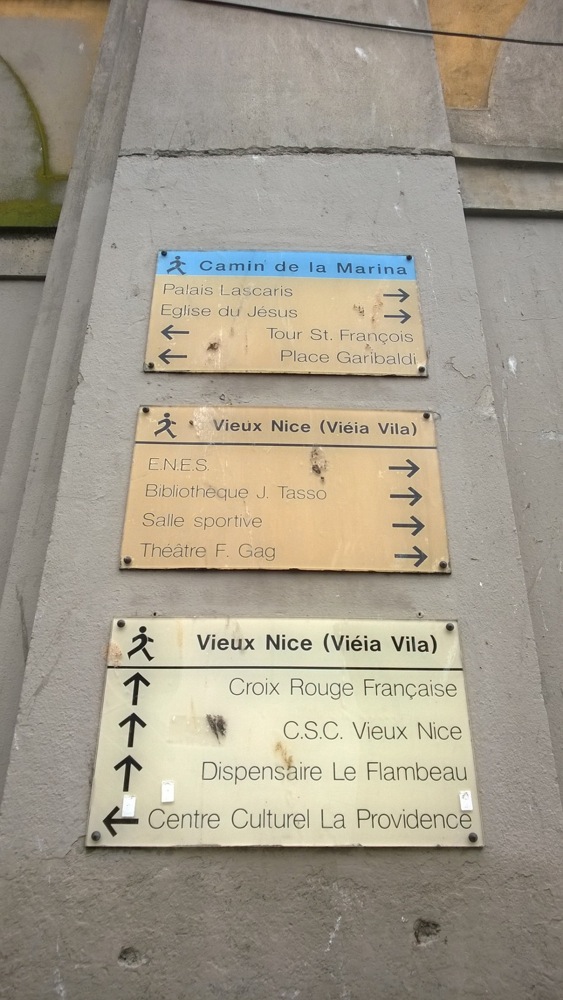 Camin de la Marina
Palais Lascaris →
Eglise du Jésus →
← Tour St. François
← Place Garibaldi
Vieux Nice (Viéia Vila)
E.N.E.S. →
Bibliothèque J. Tasso →
Salle sportive →
Théâtre F. Gag →
Vieux Nice (Viéia Vila)
↑ Croix Rouge Française
↑ C.S.C. Vieux Nice
↑ Dispensaire Le Flambeau
← Centre Culturel La Providence